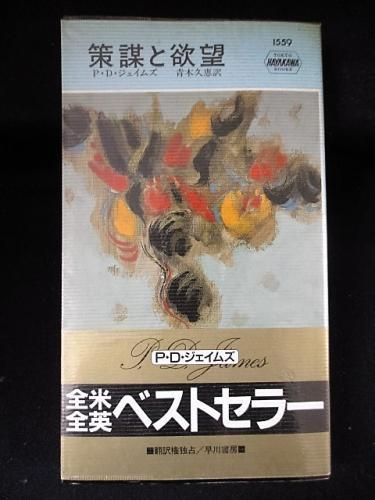 策謀と欲望
P・D・ジェイムズ 青木久惠訳
1559
TOKYO
HAYAKAWA
BOOKS
P. D. James
P・D・ジェイムズ
全米
全英
ベストセラー
■翻訳権独占/早川書房■